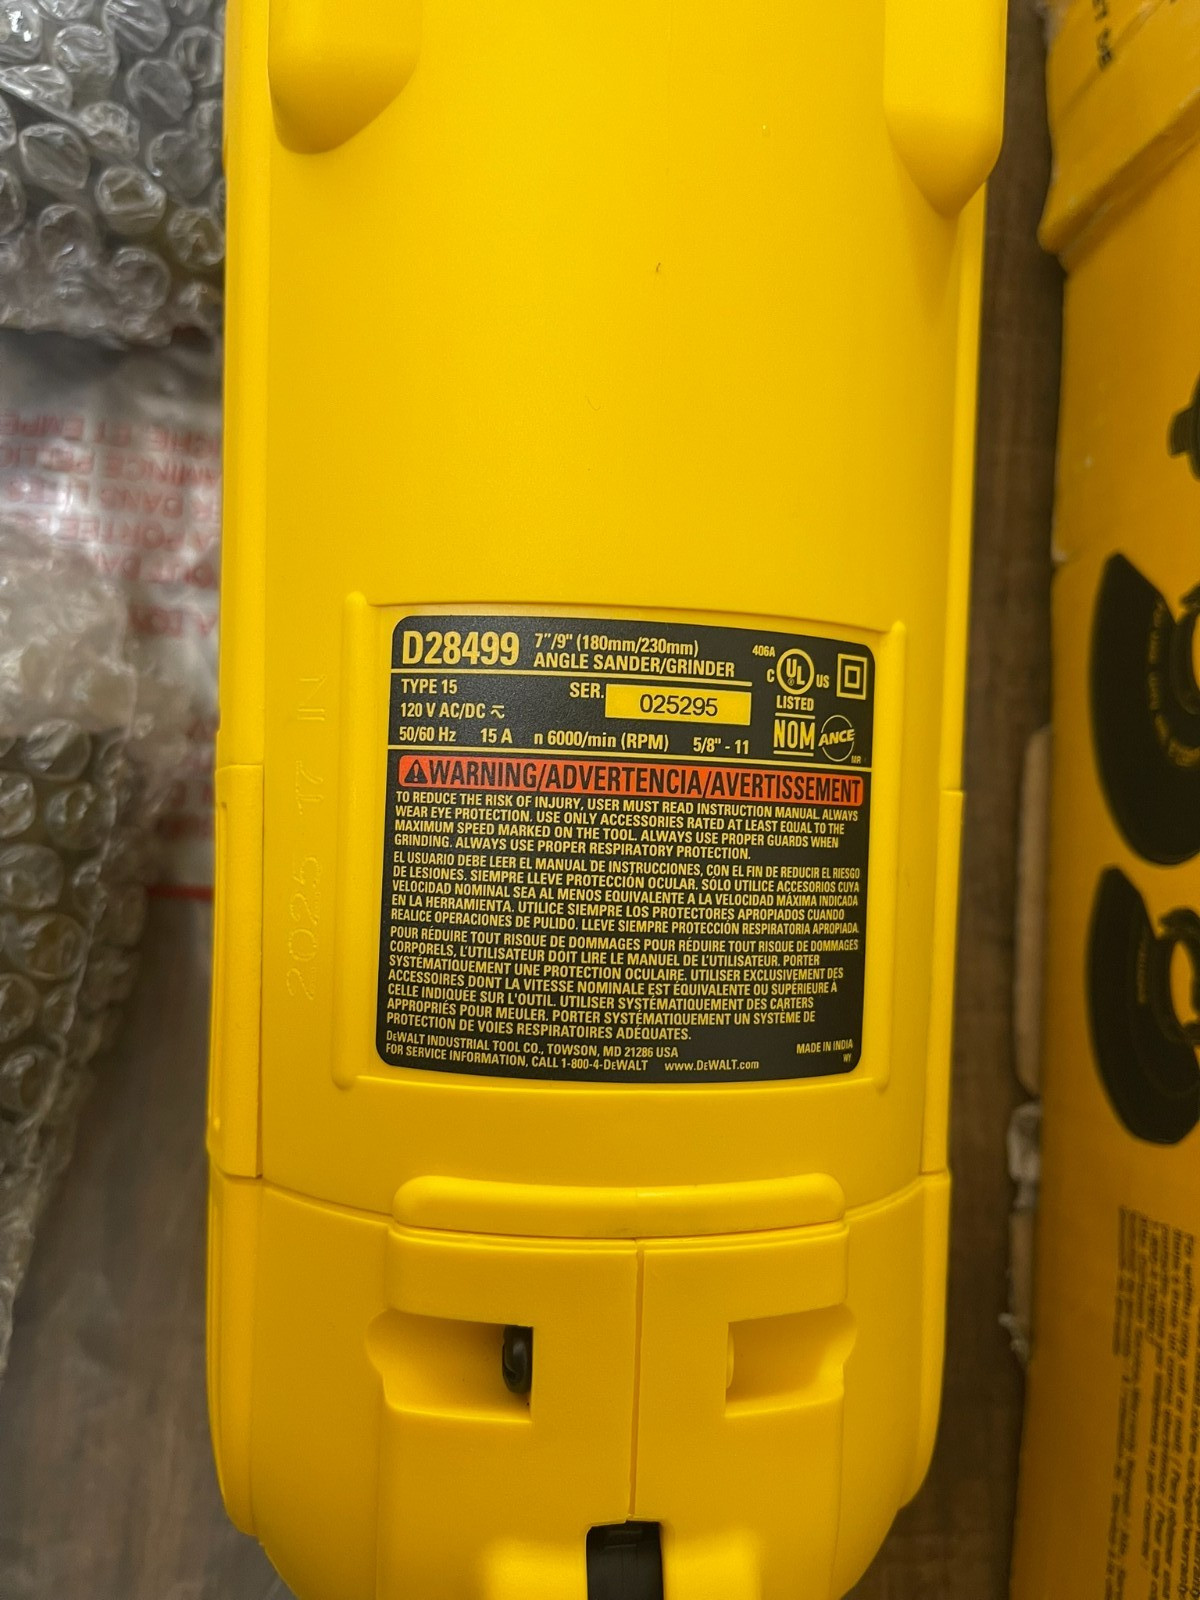 D28499
7"/9" (180mm/230mm)
ANGLE SANDER/GRINDER
406A
C UL US
LISTED
TYPE 15
SER. 025295
120 V AC/DC
50/60 Hz 15 A n 6000/min (RPM) 5/8" - 11
NOM ANCE
MR
WARNING/ADVERTENCIA/AVERTISSEMENT
TO REDUCE THE RISK OF INJURY, USER MUST READ INSTRUCTION MANUAL. ALWAYS
WEAR EYE PROTECTION. USE ONLY ACCESSORIES RATED AT LEAST EQUAL TO THE
MAXIMUM SPEED MARKED ON THE TOOL. ALWAYS USE PROPER GUARDS WHEN
GRINDING. ALWAYS USE PROPER RESPIRATORY PROTECTION.
EL USUARIO DEBE LEER EL MANUAL DE INSTRUCCIONES, CON EL FIN DE REDUCIR EL RIESGO
DE LESIONES. SIEMPRE LLEVE PROTECCIÓN OCULAR. SÓLO UTILICE ACCESORIOS CUYA
VELOCIDAD NOMINAL SEA AL MENOS EQUIVALENTE A LA VELOCIDAD MÁXIMA INDICADA
EN LA HERRAMIENTA. UTILICE SIEMPRE LOS PROTECTORES APROPIADOS CUANDO
REALICE OPERACIONES DE PULIDO. LLEVE SIEMPRE PROTECCIÓN RESPIRATORIA APROPIADA.
POUR RÉDUIRE TOUT RISQUE DE DOMMAGES POUR RÉDUIRE TOUT RISQUE DE DOMMAGES
CORPORELS, L'UTILISATEUR DOIT LIRE LE MANUEL DE L'UTILISATEUR. PORTER
SYSTÉMATIQUEMENT UNE PROTECTION OCULAIRE. UTILISER EXCLUSIVEMENT DES
ACCESSOIRES DONT LA VITESSE NOMINALE EST ÉQUIVALENTE OU SUPÉRIEURE À
CELLE INDIQUÉE SUR L'OUTIL. UTILISER SYSTÉMATIQUEMENT DES CARTERS
APPROPRIÉS POUR MEULER. PORTER SYSTÉMATIQUEMENT UN SYSTÈME DE
PROTECTION DE VOIES RESPIRATOIRES ADÉQUATES.
DEWALT INDUSTRIAL TOOL CO., TOWSON, MD 21286 USA
FOR SERVICE INFORMATION, CALL 1-800-4-DEWALT www.DEWALT.com
MADE IN INDIA
WY
2025 17 IN